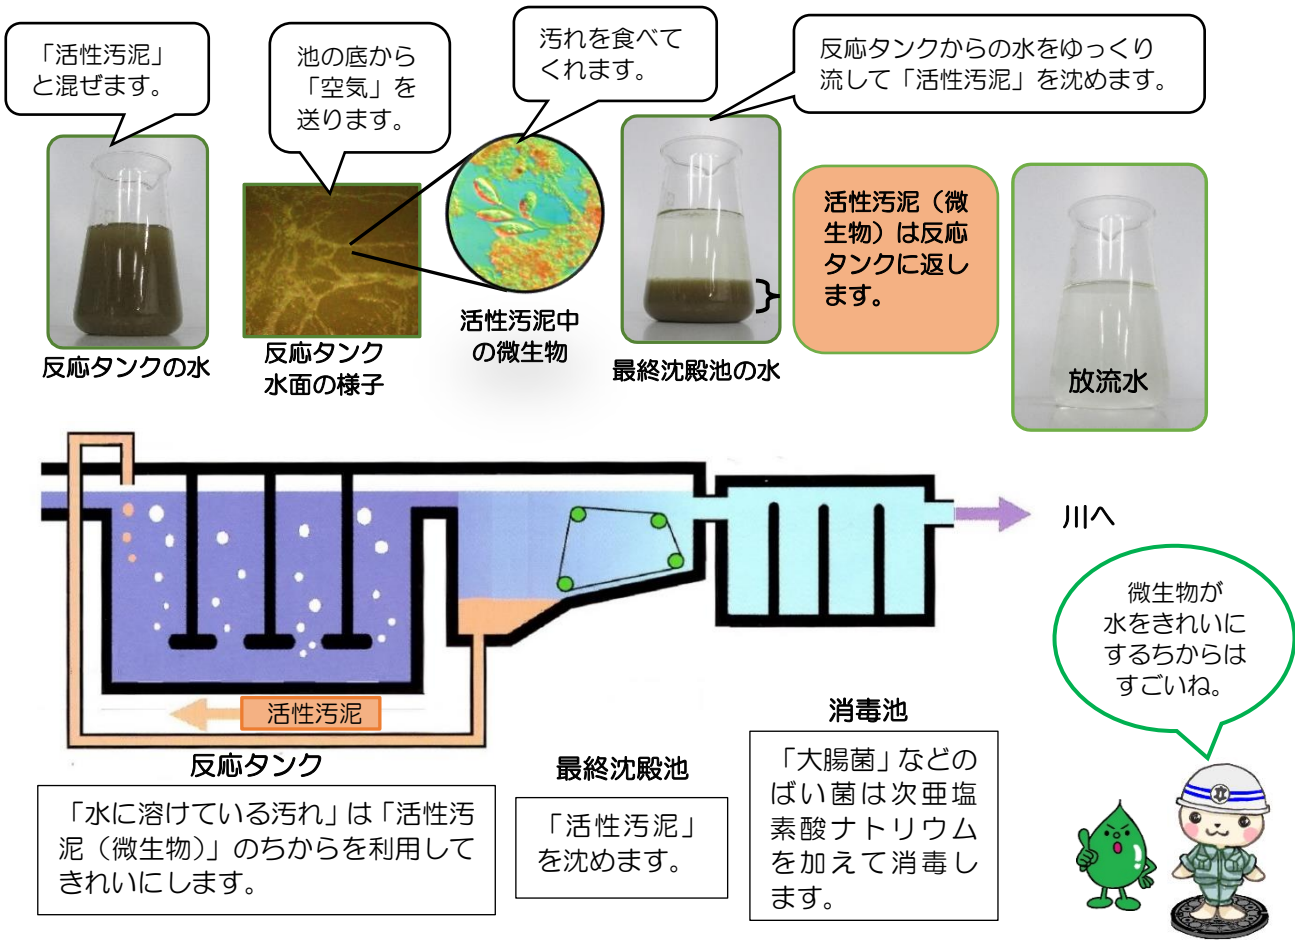 「活性汚泥」
と混ぜます。
池の底から
「空気」を
送ります。
汚れを食べて
くれます。
反応タンクからの水をゆっくり
流して「活性汚泥」を沈めます。
反応タンクの水
反応タンク
水面の様子
活性汚泥中
の微生物
最終沈殿池の水
活性汚泥（微
生物）は反応
タンクに返し
ます。
放流水
川へ
微生物が
水をきれいに
するちからは
すごいね。
活性汚泥
反応タンク
「水に溶けている汚れ」は「活性汚
泥（微生物）」のちからを利用して
きれいにします。
最終沈殿池
「活性汚泥」
を沈めます。
消毒池
「大腸菌」などの
ばい菌は次亜塩
素酸ナトリウム
を加えて消毒し
ます。